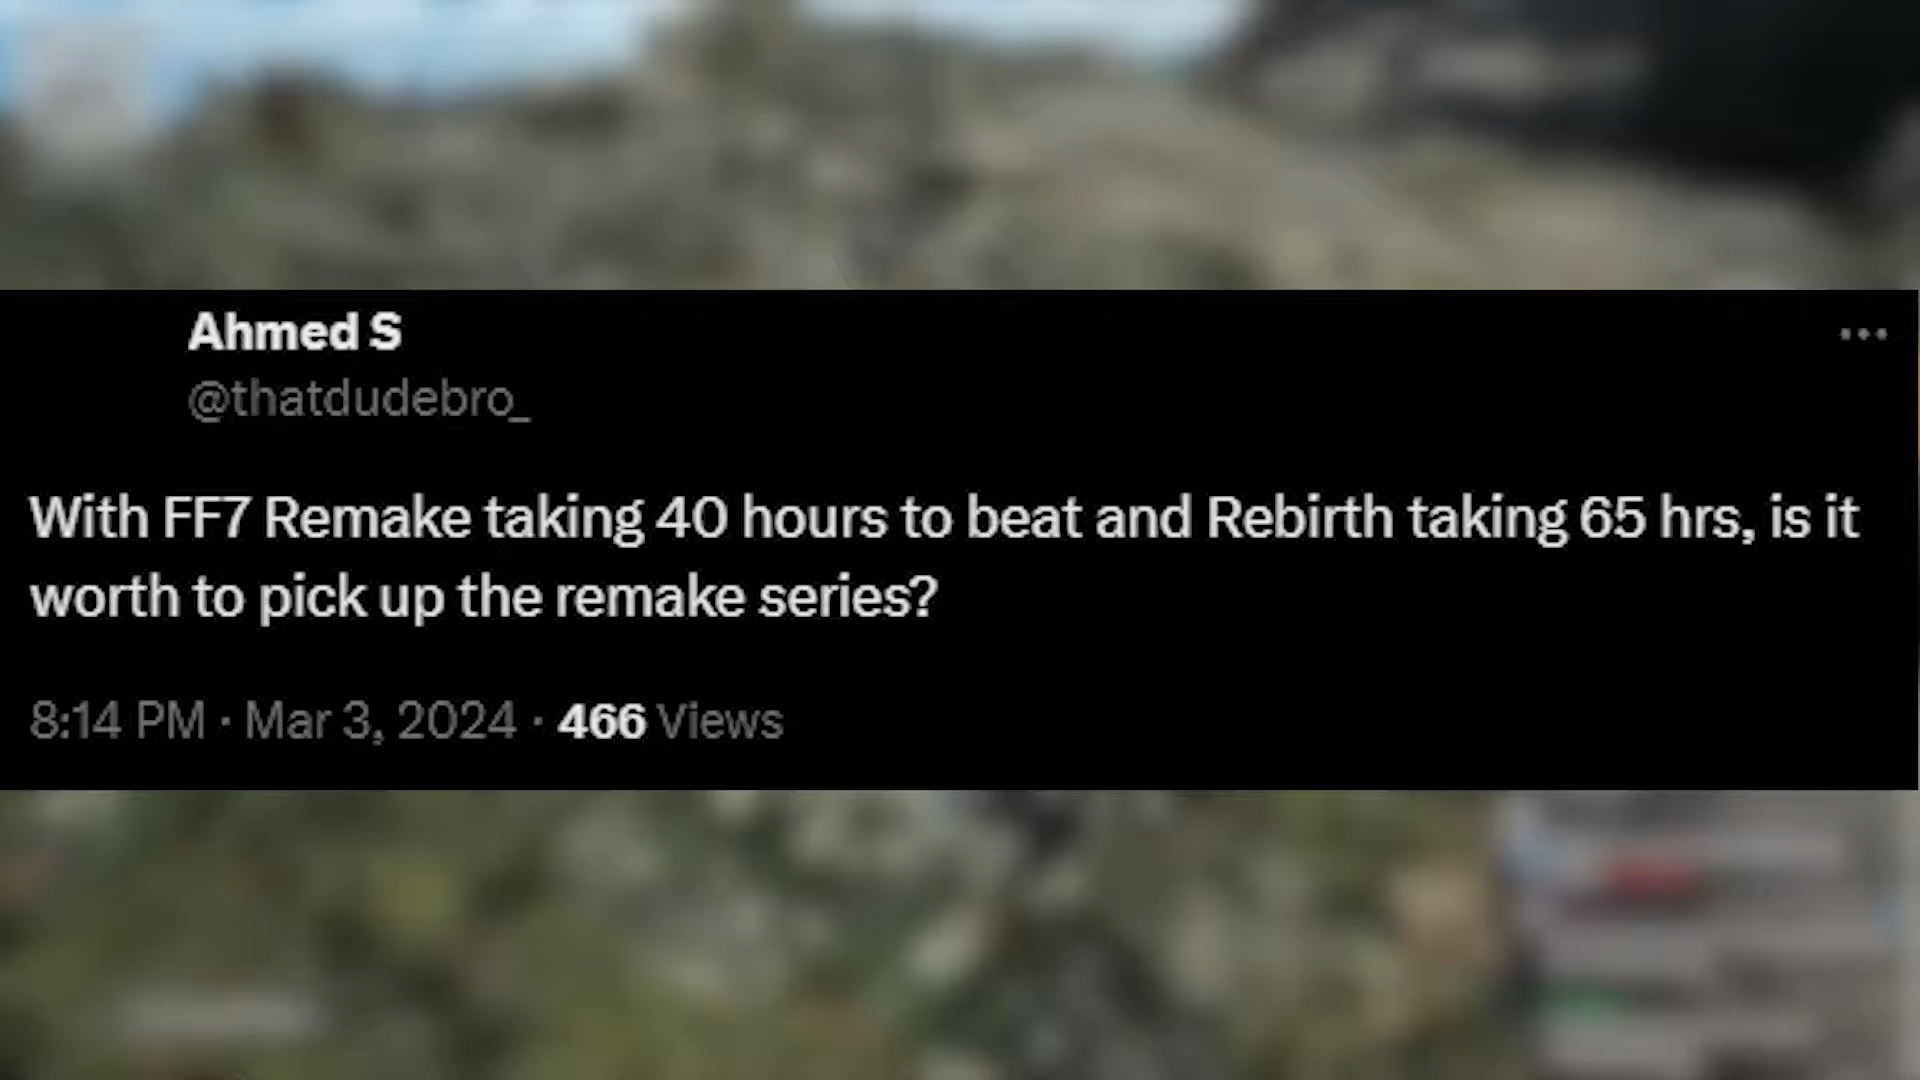 Ahmed S
@thatdudebro_
With FF7 Remake taking 40 hours to beat and Rebirth taking 65 hrs, is it
worth to pick up the remake series?
8:14 PM · Mar 3, 2024 · 466 Views